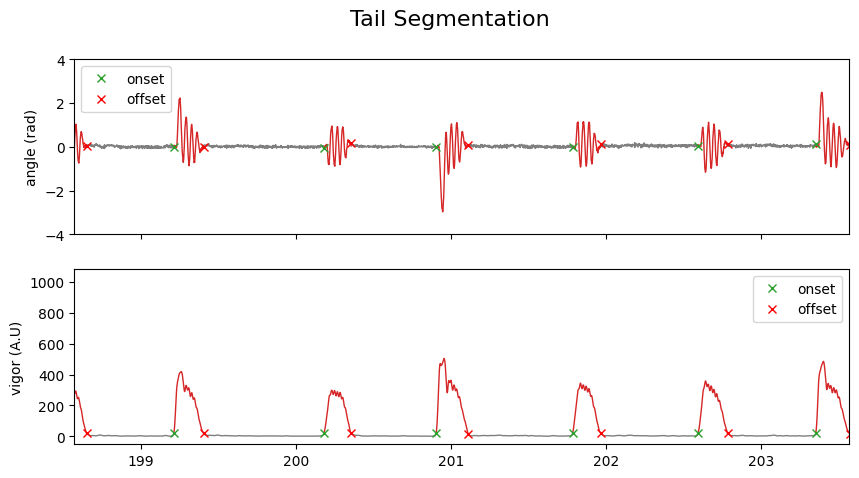 Tail Segmentation
angle (rad)
4
2
0
−2
−4
onset
offset
vigor (A.U)
1000
800
600
400
200
0
onset
offset
199
200
201
202
203